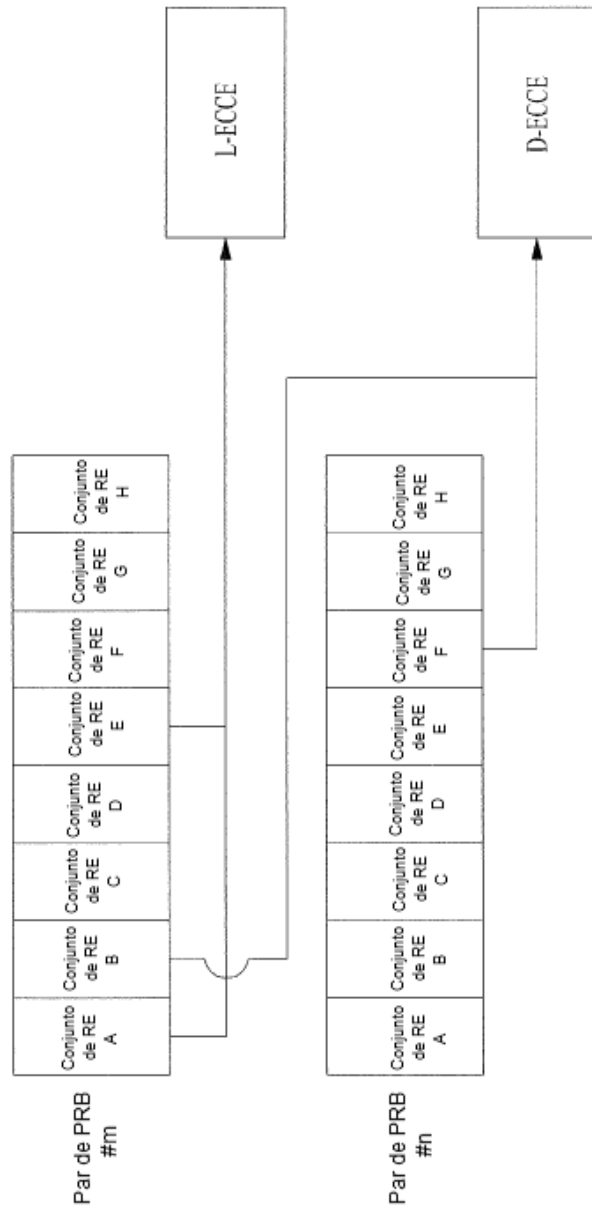 Par de PRB
#m
Conjunto
de RE
A
Conjunto
de RE
B
Conjunto
de RE
C
Conjunto
de RE
D
Conjunto
de RE
E
Conjunto
de RE
F
Conjunto
de RE
G
Conjunto
de RE
H
L-ECCE
Par de PRB
#n
Conjunto
de RE
A
Conjunto
de RE
B
Conjunto
de RE
C
Conjunto
de RE
D
Conjunto
de RE
E
Conjunto
de RE
F
Conjunto
de RE
G
Conjunto
de RE
H
D-ECCE